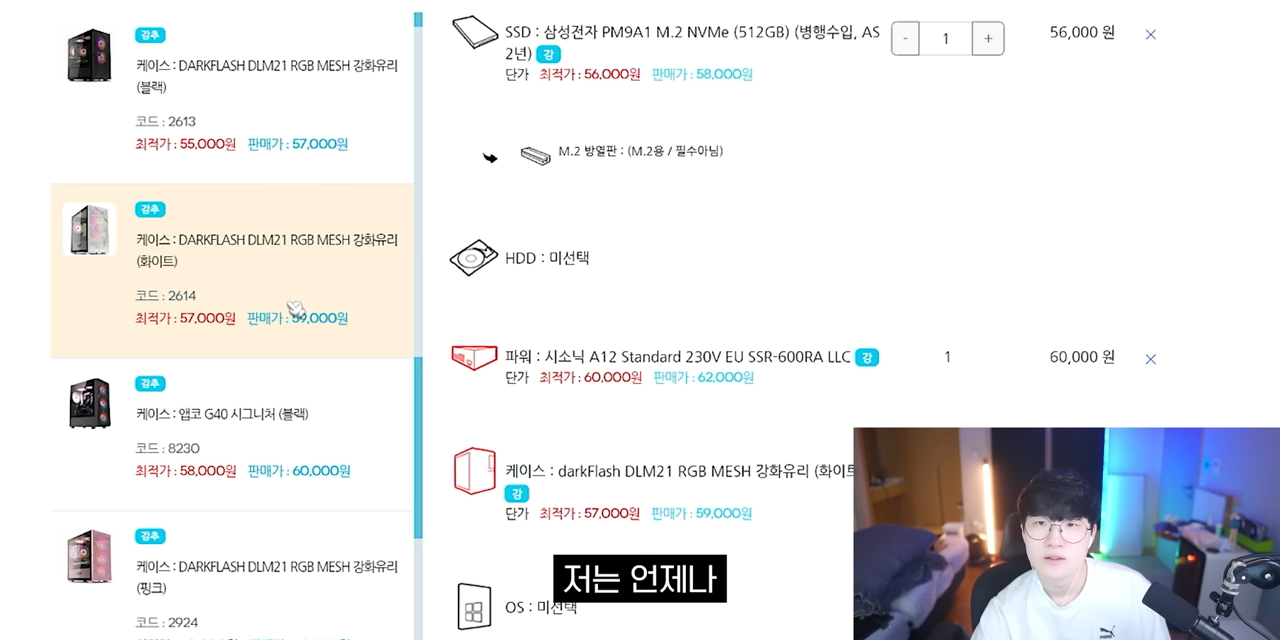 강추
케이스 : DARKFLASH DLM21 RGB MESH 강화유리
(블랙)
코드 : 2613
최적가 : 55,000원 판매가 : 57,000원
강추
케이스 : DARKFLASH DLM21 RGB MESH 강화유리
(화이트)
코드 : 2614
최적가 : 57,000원 판매가 : 59,000원
강추
케이스 : 앱코 G40 시그니처 (블랙)
코드 : 8230
최적가 : 58,000원 판매가 : 60,000원
강추
케이스 : DARKFLASH DLM21 RGB MESH 강화유리
(핑크)
코드 : 2924
SSD : 삼성전자 PM9A1 M.2 NVMe (512GB) (병행수입, AS
2년) 강
단가 최적가 : 56,000원 판매가 : 58,000원
- 1 +
56,000 원
M.2 방열판 : (M.2용 / 필수아님)
HDD : 미선택
파워 : 시소닉 A12 Standard 230V EU SSR-600RA LLC 강
1
60,000 원
단가 최적가 : 60,000원 판매가 : 62,000원
케이스 : darkFlash DLM21 RGB MESH 강화유리 (화이트
강
단가 최적가 : 57,000원 판매가 : 59,000원
OS : 미선택
저는 언제나